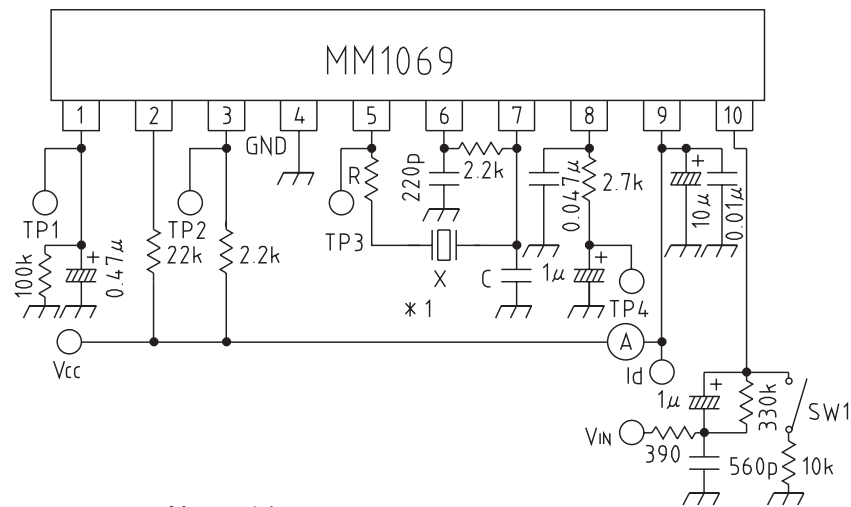 MM1069
1 2 3 4 5 6 7 8 9 10
GND
TP1
TP2
TP3
TP4
R
220p
2.2k
0.047μ
2.7k
10μ
0.01μ
100k
0.47μ
22k
2.2k
X
* 1
C
1μ
Vcc
A
Id
1μ
330k
SW1
VIN
390
560p
10k